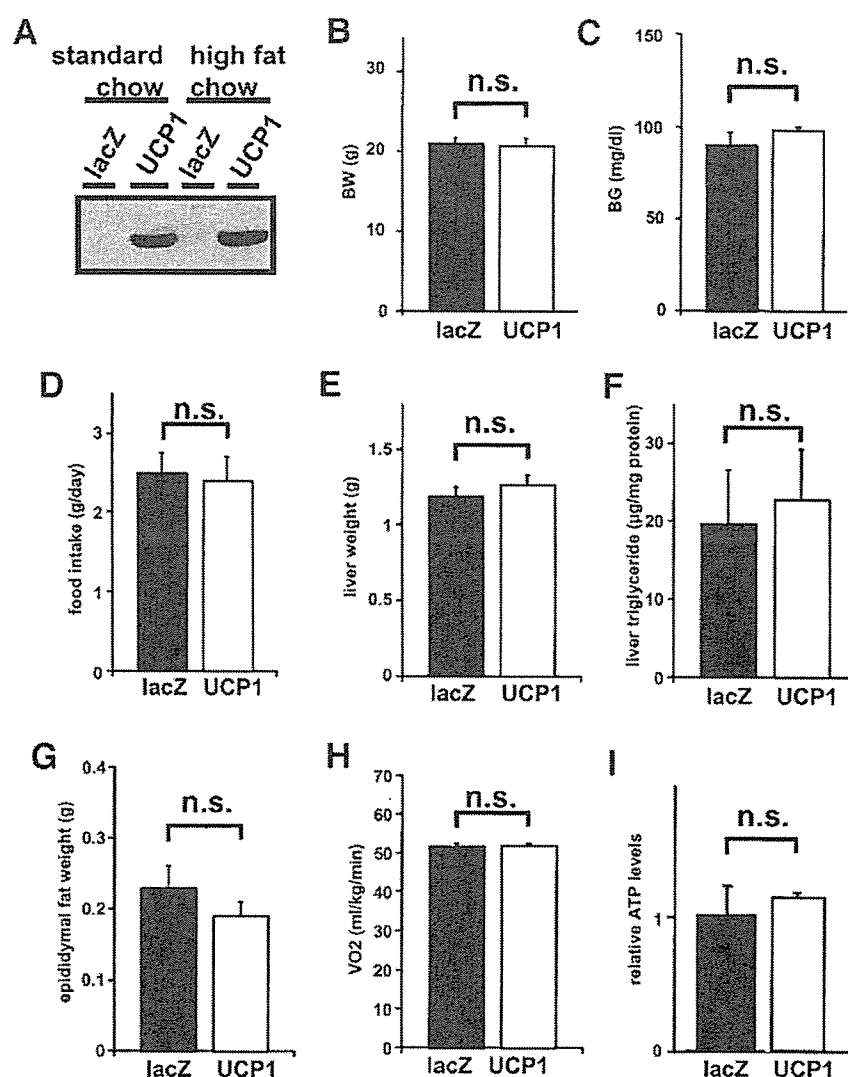 A
standard high fat
chow chow
lacZ UCP1 lacZ UCP1
B
30
20
10
0
BW (g)
n.s.
lacZ UCP1
C
100
50
0
BG (mg/dl)
n.s.
lacZ UCP1
D
3
2
1
0
food intake (g/day)
n.s.
lacZ UCP1
E
1.5
1
0.5
0
liver weight (g)
n.s.
lacZ UCP1
F
30
20
10
0
liver triglyceride (μg/mg protein)
n.s.
lacZ UCP1
G
0.4
0.3
0.2
0.1
0
epididymal fat weight (g)
n.s.
lacZ UCP1
H
70
60
50
40
30
20
10
0
VO2 (ml/kg/min)
n.s.
lacZ UCP1
I
1
0
relative ATP levels
n.s.
lacZ UCP1